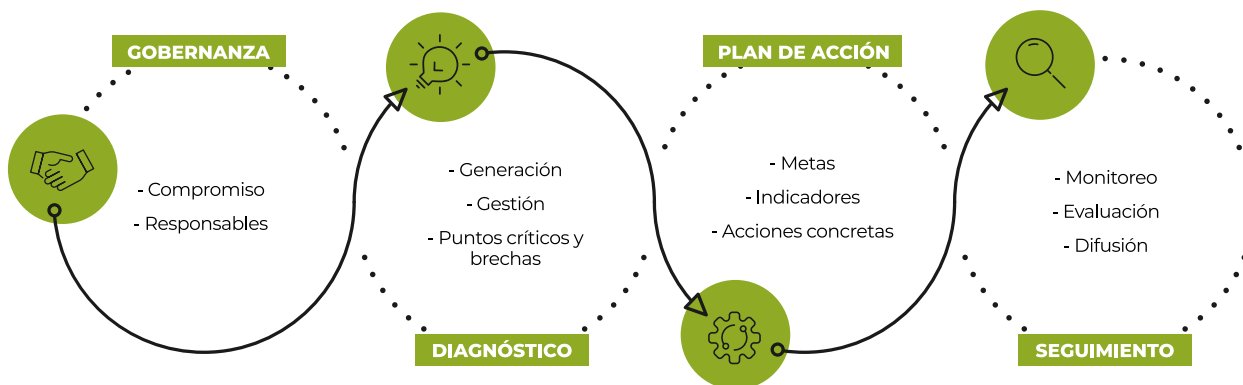 GOBERNANZA
- Compromiso
- Responsables
- Generación
- Gestión
- Puntos críticos y
brechas
DIAGNÓSTICO
PLAN DE ACCIÓN
- Metas
- Indicadores
- Acciones concretas
- Monitoreo
- Evaluación
- Difusión
SEGUIMIENTO